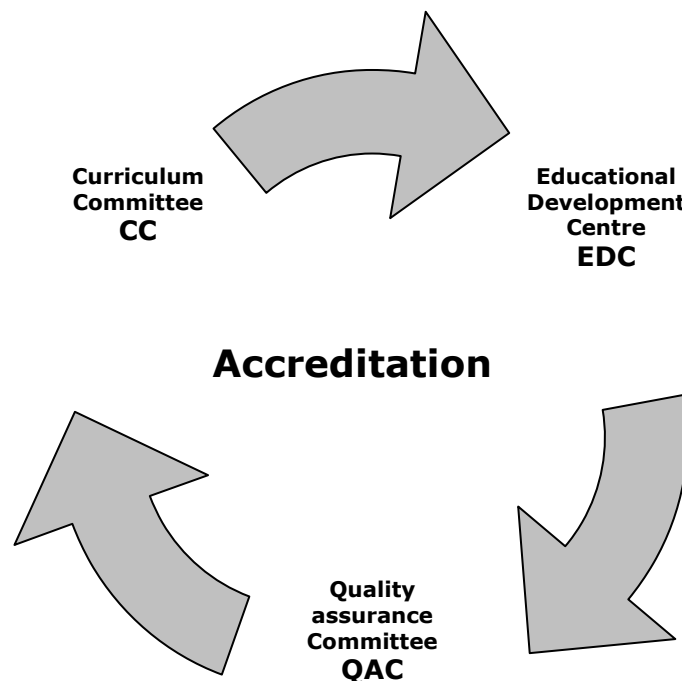 Curriculum
Committee
CC
Educational
Development
Centre
EDC
Accreditation
Quality
assurance
Committee
QAC